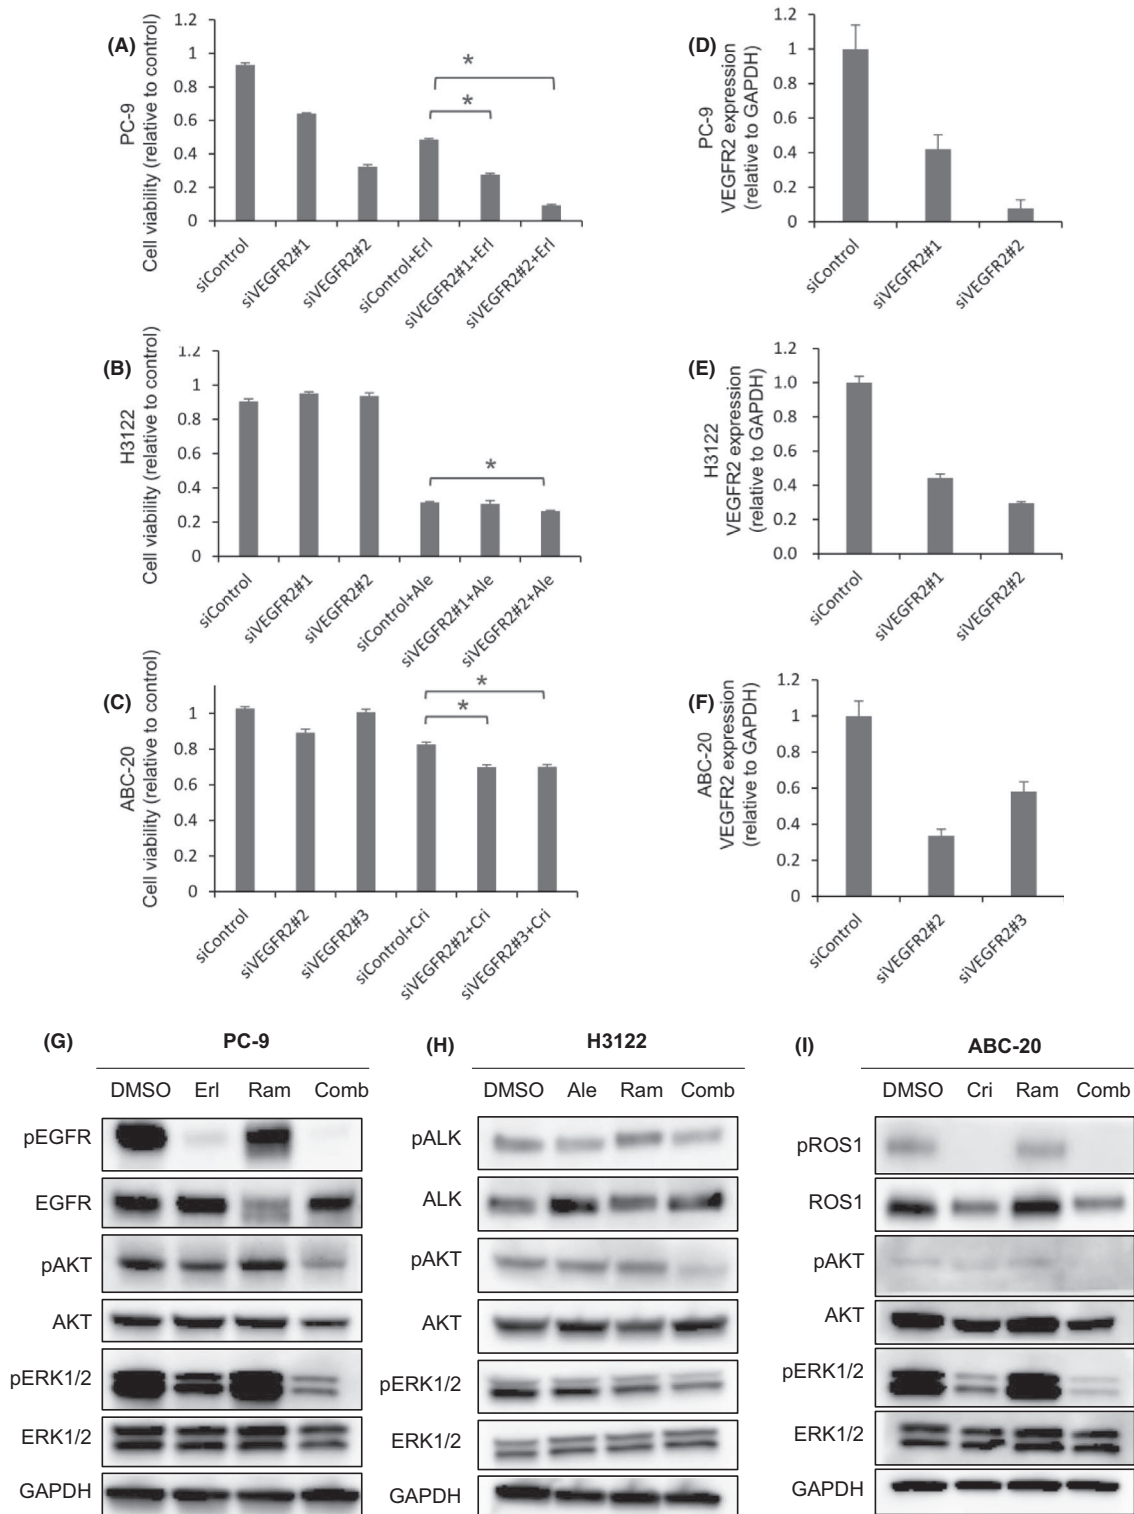 (A)
PC-9
Cell viability (relative to control)
1.2
1
0.8
0.6
0.4
0.2
0
*
*
siControl
siVEGFR2#1
siVEGFR2#2
siControl+Erl
siVEGFR2#1+Erl
siVEGFR2#2+Erl
(D)
PC-9
VEGFR2 expression
(relative to GAPDH)
1.2
1
0.8
0.6
0.4
0.2
0
siControl
siVEGFR2#1
siVEGFR2#2
(B)
H3122
Cell viability (relative to control)
1.2
1
0.8
0.6
0.4
0.2
0
*
siControl
siVEGFR2#1
siVEGFR2#2
siControl+Ale
siVEGFR2#1+Ale
siVEGFR2#2+Ale
(E)
H3122
VEGFR2 expression
(relative to GAPDH)
1.2
1
0.8
0.6
0.4
0.2
0.0
siControl
siVEGFR2#1
siVEGFR2#2
(C)
ABC-20
Cell viability (relative to control)
1
0.8
0.6
0.4
0.2
0
*
*
siControl
siVEGFR2#2
siVEGFR2#3
siControl+Cri
siVEGFR2#2+Cri
siVEGFR2#3+Cri
(F)
ABC-20
VEGFR2 expression
(relative to GAPDH)
1.2
1
0.8
0.6
0.4
0.2
0
siControl
siVEGFR2#2
siVEGFR2#3
(G) PC-9
DMSO Erl Ram Comb
pEGFR
EGFR
pAKT
AKT
pERK1/2
ERK1/2
GAPDH
(H) H3122
DMSO Ale Ram Comb
pALK
ALK
pAKT
AKT
pERK1/2
ERK1/2
GAPDH
(I) ABC-20
DMSO Cri Ram Comb
pROS1
ROS1
pAKT
AKT
pERK1/2
ERK1/2
GAPDH